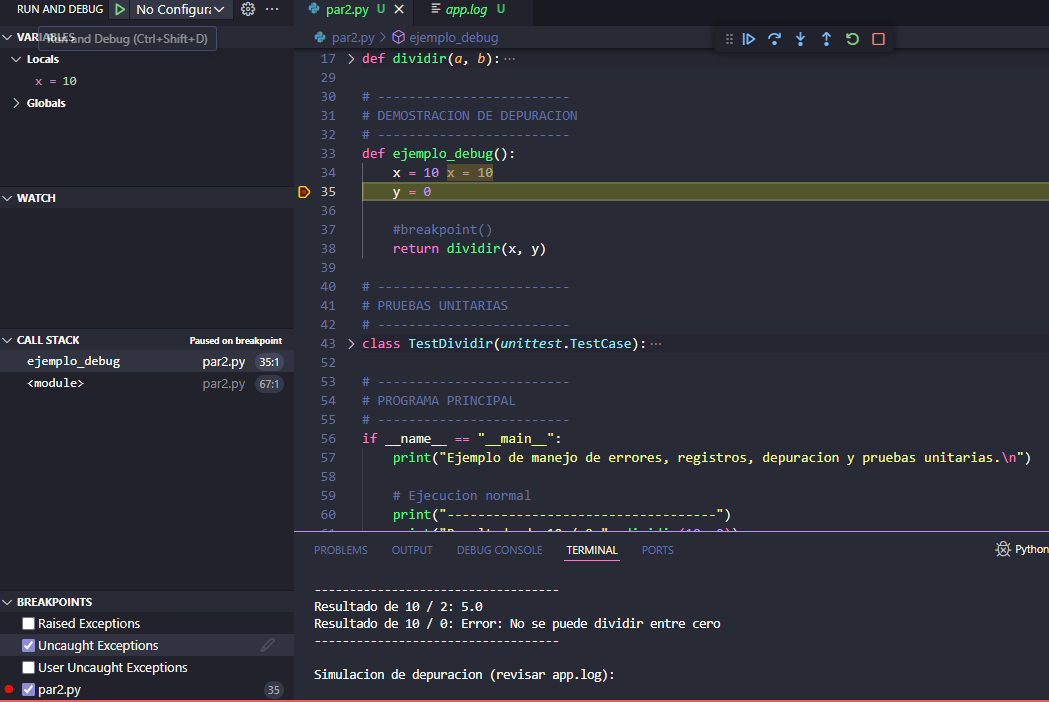 RUN AND DEBUG No Configura
VARIABLES
Run and Debug (Ctrl+Shift+D)
Locals
x = 10
Globals
WATCH
CALL STACK Paused on breakpoint
ejemplo_debug par2.py 35:1
<module> par2.py 67:1
BREAKPOINTS
Raised Exceptions
Uncaught Exceptions
User Uncaught Exceptions
par2.py 35
par2.py U app.log U
par2.py > ejemplo_debug
17 def dividir(a, b): ···
29
30 # -------------------------
31 # DEMOSTRACION DE DEPURACION
32 # -------------------------
33 def ejemplo_debug():
34 x = 10 x = 10
35 y = 0
36
37 #breakpoint()
38 return dividir(x, y)
39
40 # -------------------------
41 # PRUEBAS UNITARIAS
42 # -------------------------
43 class TestDividir(unittest.TestCase): ···
52
53 # -------------------------
54 # PROGRAMA PRINCIPAL
55 # -------------------------
56 if __name__ == "__main__":
57 print("Ejemplo de manejo de errores, registros, depuracion y pruebas unitarias.\n")
58
59 # Ejecucion normal
60 print("-----------------------------------")
PROBLEMS OUTPUT DEBUG CONSOLE TERMINAL PORTS Python
-----------------------------------
Resultado de 10 / 2: 5.0
Resultado de 10 / 0: Error: No se puede dividir entre cero
-----------------------------------
Simulacion de depuracion (revisar app.log):